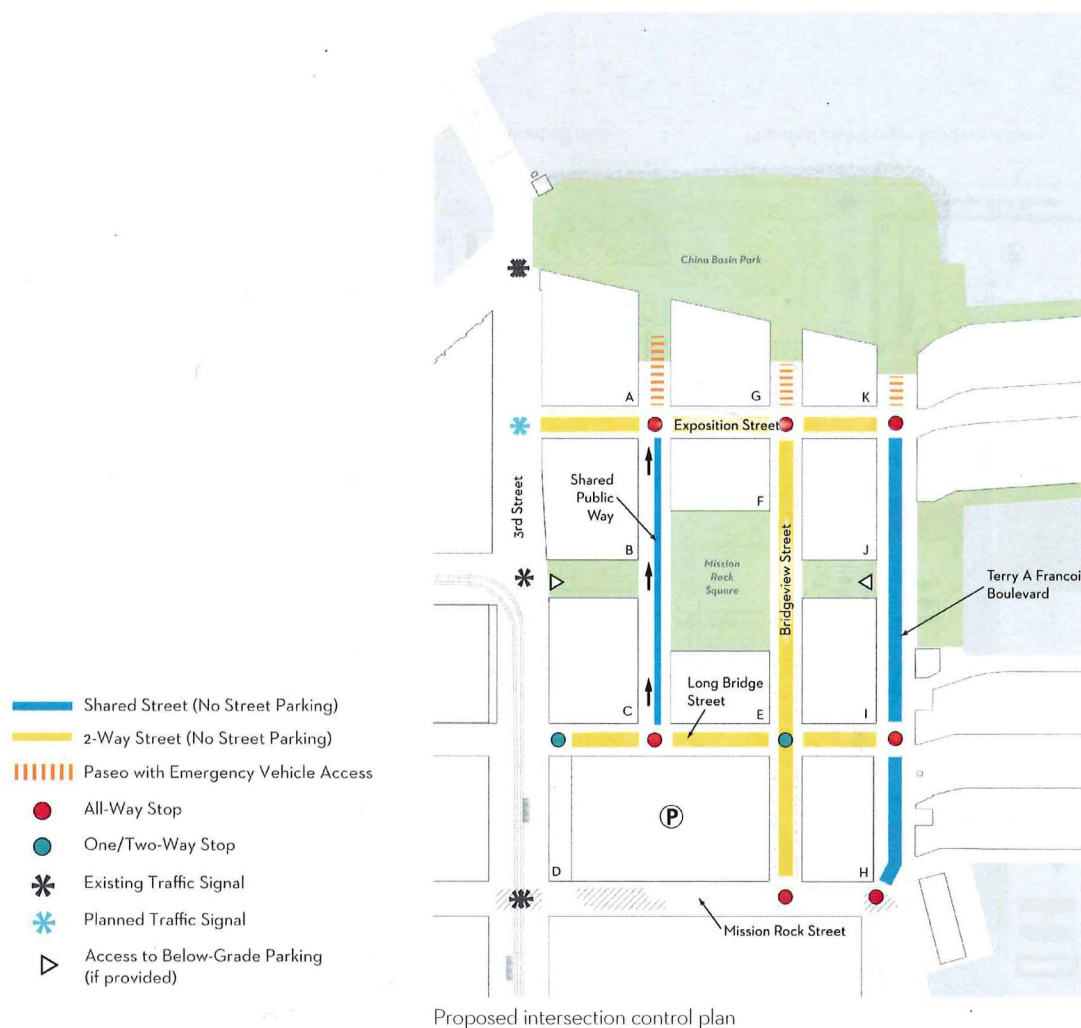 China Basin Park
A
G
K
Exposition Street
3rd Street
Shared
Public
Way
F
B
J
Mission
Rock
Square
Bridgeview Street
Terry A Francoi
Boulevard
Long Bridge
Street
C
E
I
P
D
H
Mission Rock Street
Shared Street (No Street Parking)
2-Way Street (No Street Parking)
Paseo with Emergency Vehicle Access
All-Way Stop
One/Two-Way Stop
Existing Traffic Signal
Planned Traffic Signal
Access to Below-Grade Parking
(if provided)
Proposed intersection control plan